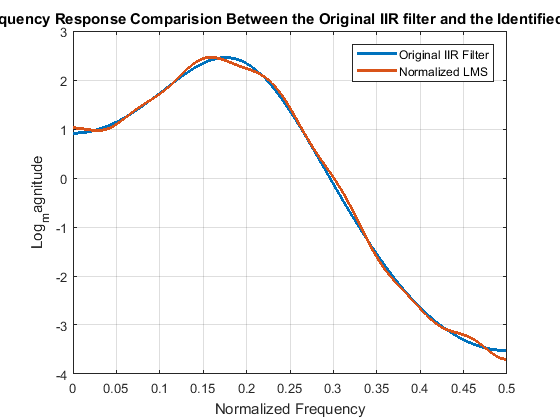 quency Response Comparision Between the Original IIR filter and the Identified
3
2
1
0
-1
-2
-3
-4
Log_magnitude
Original IIR Filter
Normalized LMS
0 0.05 0.1 0.15 0.2 0.25 0.3 0.35 0.4 0.45 0.5
Normalized Frequency